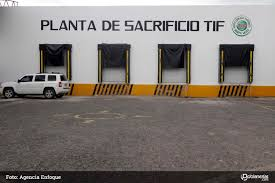 PLANTA DE SACRIFICIO TIF
Foto: Agencia Enfoque